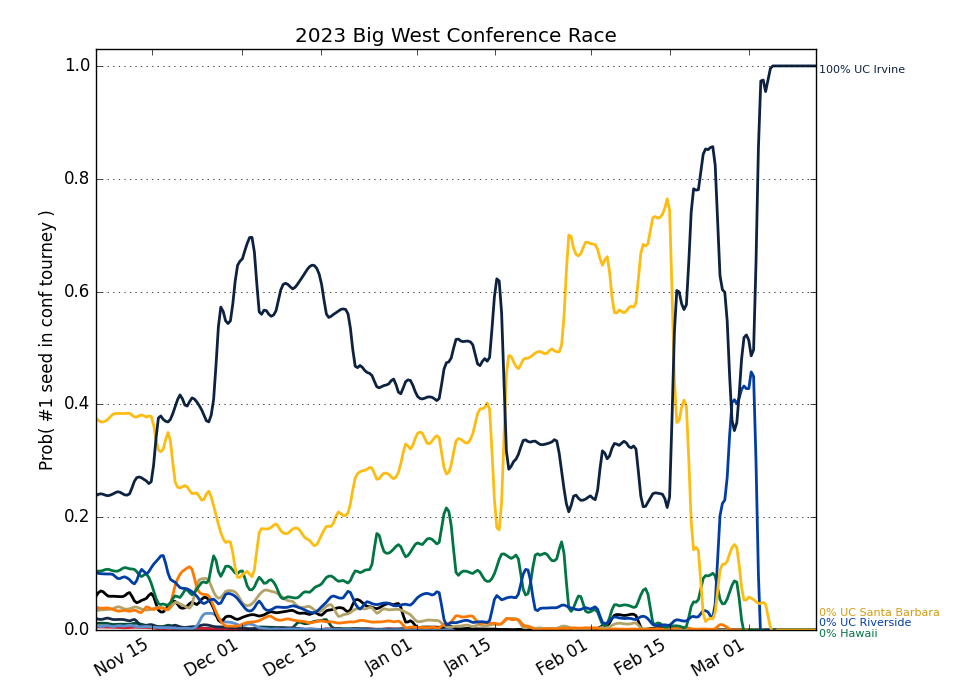 2023 Big West Conference Race
Prob( #1 seed in conf tourney )
1.0
0.8
0.6
0.4
0.2
0.0
Nov 15
Dec 01
Dec 15
Jan 01
Jan 15
Feb 01
Feb 15
Mar 01
100% UC Irvine
0% UC Santa Barbara
0% UC Riverside
0% Hawaii